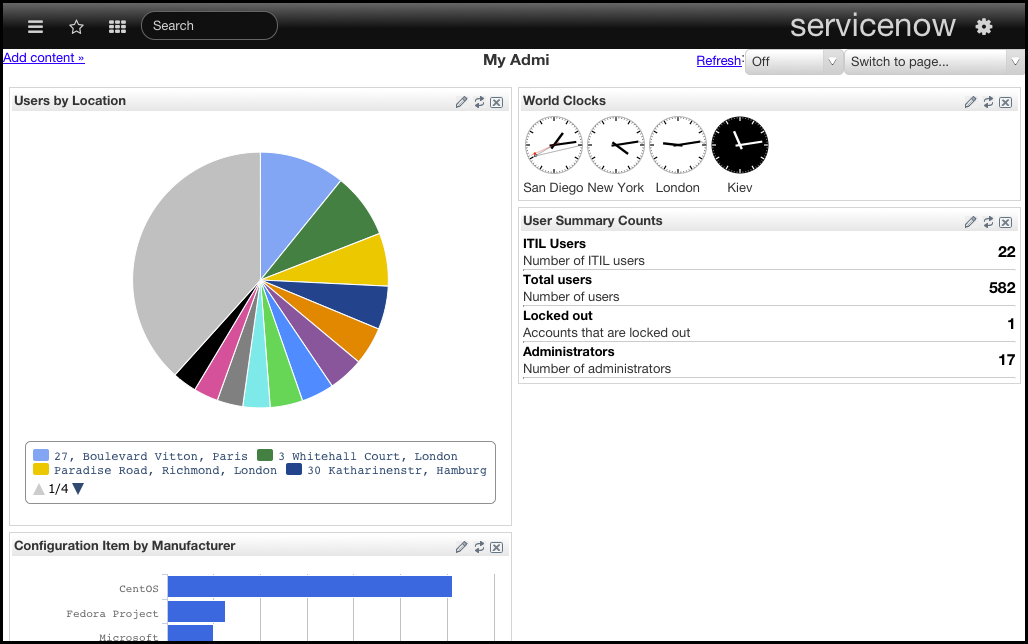 Search
servicenow
Add content »
My Admi
Refresh:
Off
Switch to page...
Users by Location
27, Boulevard Vitton, Paris
3 Whitehall Court, London
Paradise Road, Richmond, London
30 Katharinenstr, Hamburg
1/4
Configuration Item by Manufacturer
CentOS
Fedora Project
Microsoft
World Clocks
San Diego New York London Kiev
User Summary Counts
ITIL Users
Number of ITIL users
22
Total users
Number of users
582
Locked out
Accounts that are locked out
1
Administrators
Number of administrators
17